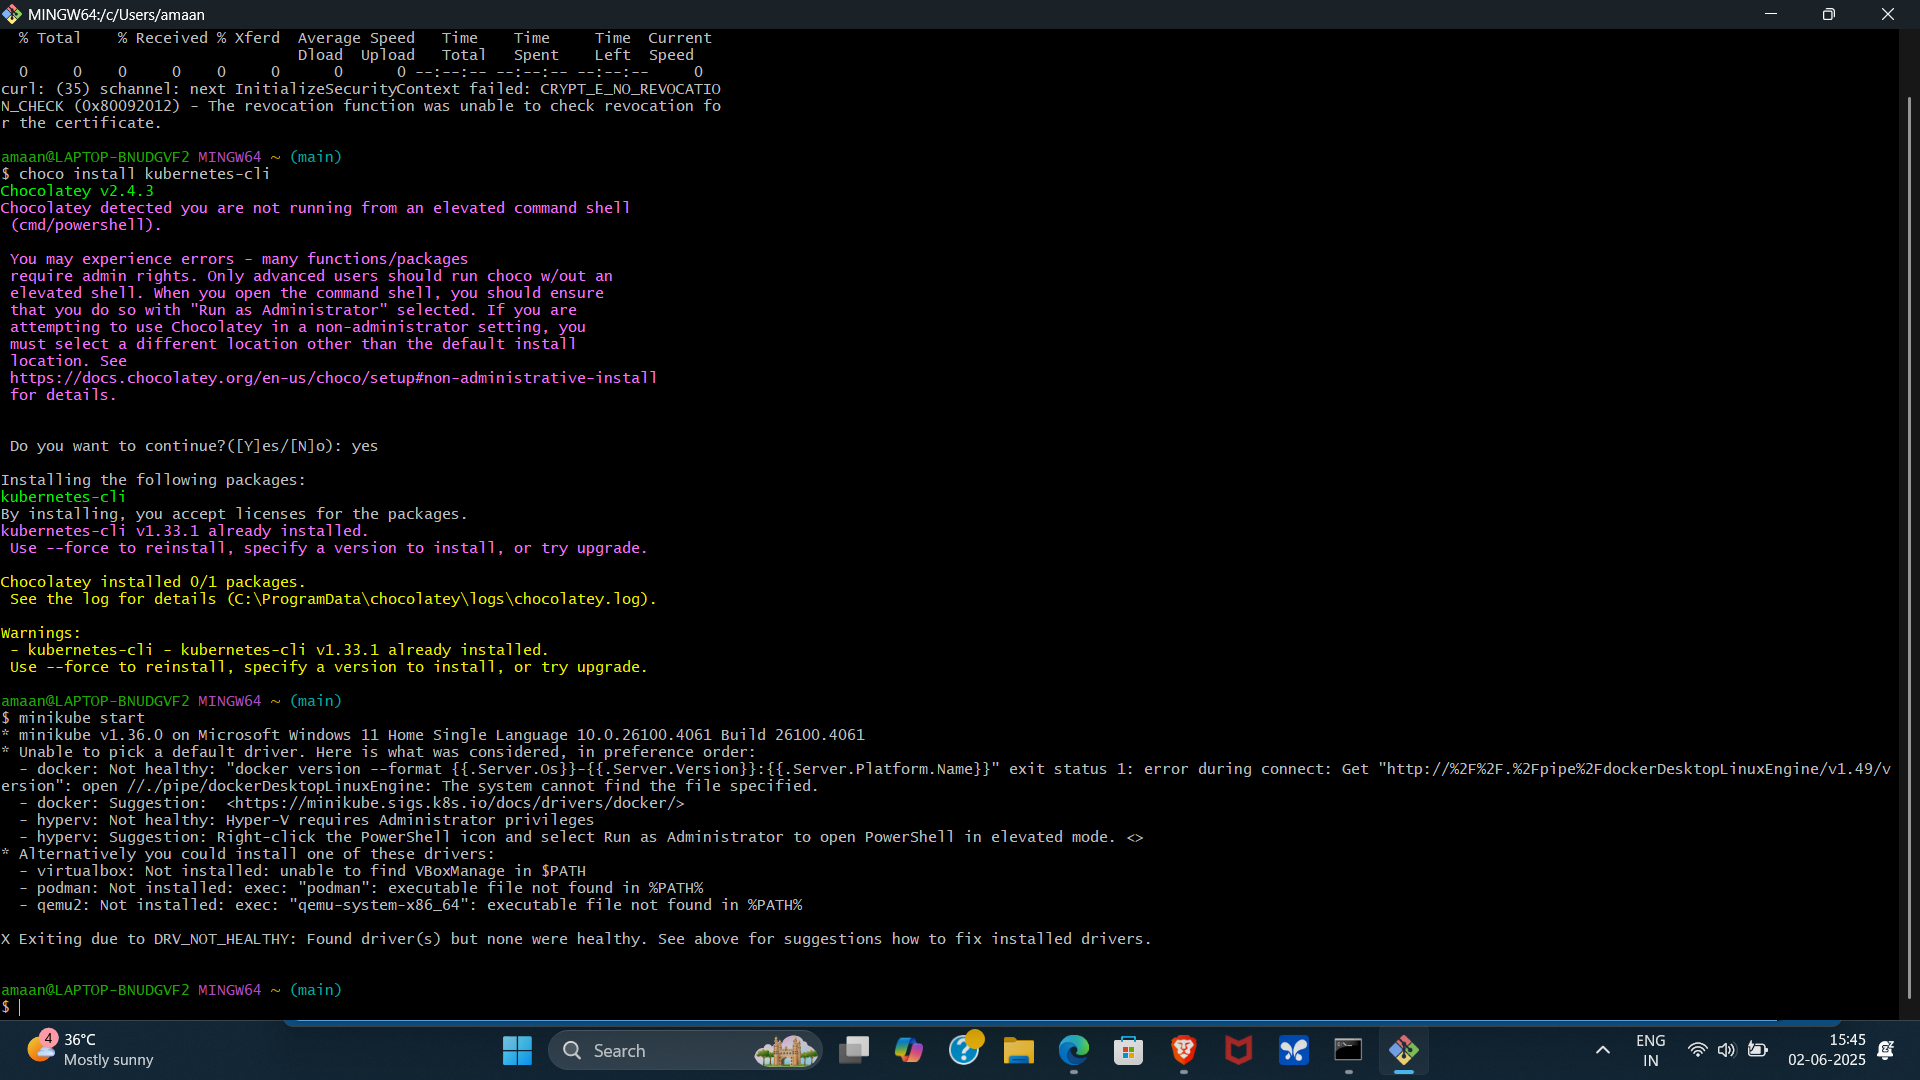 MINGW64:/c/Users/amaan
% Total    % Received % Xferd  Average Speed   Time    Time     Time  Current
Dload  Upload   Total   Spent    Left  Speed
0     0    0     0    0     0      0      0 --:--:-- --:--:-- --:--:--     0
curl: (35) schannel: next InitializeSecurityContext failed: CRYPT_E_NO_REVOCATIO
N_CHECK (0x80092012) - The revocation function was unable to check revocation fo
r the certificate.
amaan@LAPTOP-BNUDGVF2 MINGW64 ~ (main)
$ choco install kubernetes-cli
Chocolatey v2.4.3
Chocolatey detected you are not running from an elevated command shell
(cmd/powershell).
You may experience errors - many functions/packages
require admin rights. Only advanced users should run choco w/out an
elevated shell. When you open the command shell, you should ensure
that you do so with "Run as Administrator" selected. If you are
attempting to use Chocolatey in a non-administrator setting, you
must select a different location other than the default install
location. See
https://docs.chocolatey.org/en-us/choco/setup#non-administrative-install
for details.
Do you want to continue?([Y]es/[N]o): yes
Installing the following packages:
kubernetes-cli
By installing, you accept licenses for the packages.
kubernetes-cli v1.33.1 already installed.
Use --force to reinstall, specify a version to install, or try upgrade.
Chocolatey installed 0/1 packages.
See the log for details (C:\ProgramData\chocolatey\logs\chocolatey.log).
Warnings:
- kubernetes-cli - kubernetes-cli v1.33.1 already installed.
Use --force to reinstall, specify a version to install, or try upgrade.
amaan@LAPTOP-BNUDGVF2 MINGW64 ~ (main)
$ minikube start
* minikube v1.36.0 on Microsoft Windows 11 Home Single Language 10.0.26100.4061 Build 26100.4061
* Unable to pick a default driver. Here is what was considered, in preference order:
- docker: Not healthy: "docker version --format {{.Server.Os}}-{{.Server.Version}}:{{.Server.Platform.Name}}" exit status 1: error during connect: Get "http://%2F%2F.%2Fpipe%2FdockerDesktopLinuxEngine/v1.49/v
ersion": open //./pipe/dockerDesktopLinuxEngine: The system cannot find the file specified.
- docker: Suggestion:  <https://minikube.sigs.k8s.io/docs/drivers/docker/>
- hyperv: Not healthy: Hyper-V requires Administrator privileges
- hyperv: Suggestion: Right-click the PowerShell icon and select Run as Administrator to open PowerShell in elevated mode. <>
* Alternatively you could install one of these drivers:
- virtualbox: Not installed: unable to find VBoxManage in $PATH
- podman: Not installed: exec: "podman": executable file not found in %PATH%
- qemu2: Not installed: exec: "qemu-system-x86_64": executable file not found in %PATH%
X Exiting due to DRV_NOT_HEALTHY: Found driver(s) but none were healthy. See above for suggestions how to fix installed drivers.
amaan@LAPTOP-BNUDGVF2 MINGW64 ~ (main)
$
4
36°C
Mostly sunny
Search
ENG
IN
15:45
02-06-2025